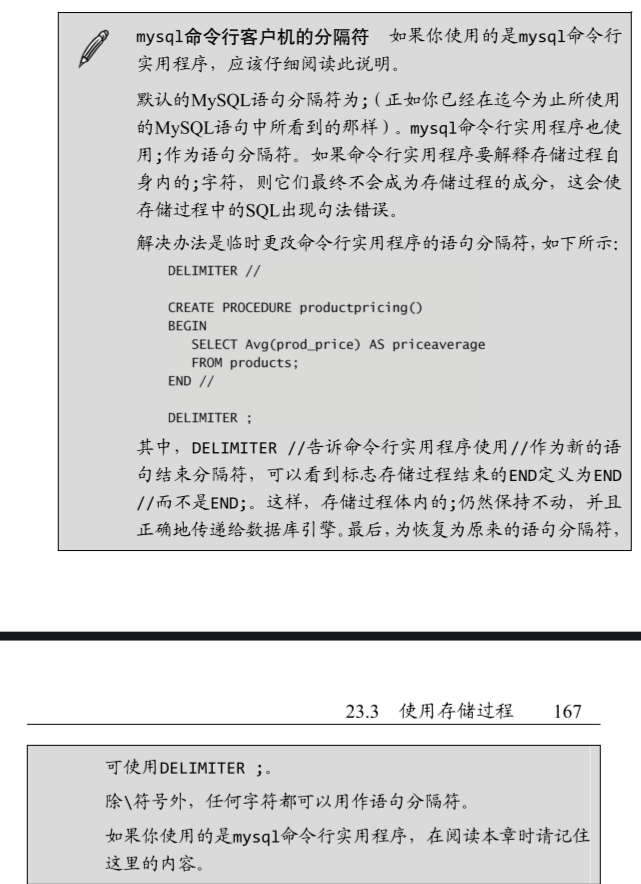 mysql命令行客户机的分隔符 如果你使用的是mysql命令行
实用程序，应该仔细阅读此说明。
默认的MySQL语句分隔符为;（正如你已经在迄今为止所使用
的MySQL语句中所看到的那样）。mysql命令行实用程序也使
用;作为语句分隔符。如果命令行实用程序要解释存储过程自
身内的;字符，则它们最终不会成为存储过程的成分，这会使
存储过程中的SQL出现句法错误。
解决办法是临时更改命令行实用程序的语句分隔符，如下所示：
DELIMITER //
CREATE PROCEDURE productpricing()
BEGIN
SELECT Avg(prod_price) AS priceaverage
FROM products;
END //
DELIMITER ;
其中，DELIMITER //告诉命令行实用程序使用//作为新的语
句结束分隔符，可以看到标志存储过程结束的END定义为END
//而不是END;。这样，存储过程体内的;仍然保持不动，并且
正确地传递给数据库引擎。最后，为恢复为原来的语句分隔符，
23.3 使用存储过程 167
可使用DELIMITER ;。
除\符号外，任何字符都可以用作语句分隔符。
如果你使用的是mysql命令行实用程序，在阅读本章时请记住
这里的内容。